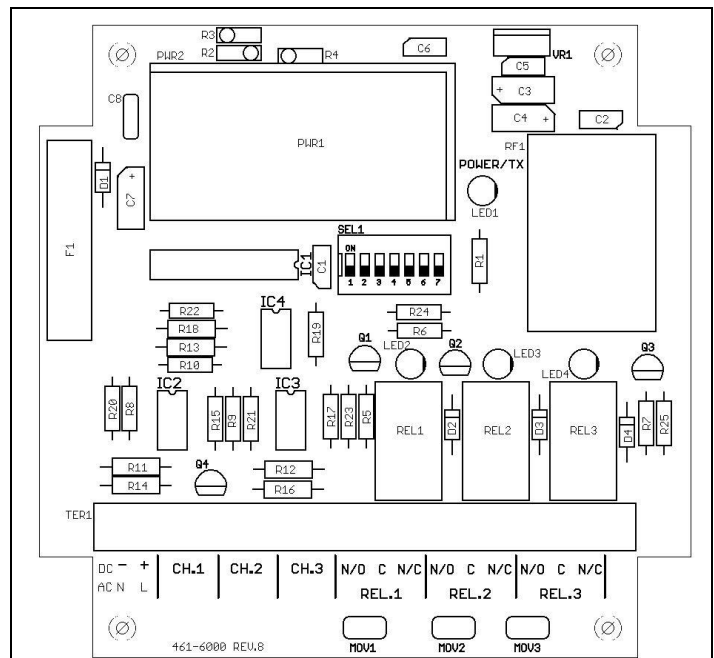 R3
R2
R4
PWR2
C6
VR1
C5
C3
+
C8
C4
+
C2
PWR1
RF1
POWER/TX
D1
+
C7
LED1
F1
SEL1
ON
IC1
C1
R1
1 2 3 4 5 6 7
R22
IC4
R24
R18
R19
R6
R13
Q1
Q2
Q3
R10
LED2
LED3
LED4
IC2
IC3
R20
R8
R15
R9
R21
R17
R23
R5
REL1
D2
REL2
D3
REL3
D4
R7
R25
R11
Q4
R12
R14
R16
TER1
DC - + CH.1 CH.2 CH.3 N/O C N/C N/O C N/C N/O C N/C
AC N L REL.1 REL.2 REL.3
461-6000 REV.8 MOV1 MOV2 MOV3